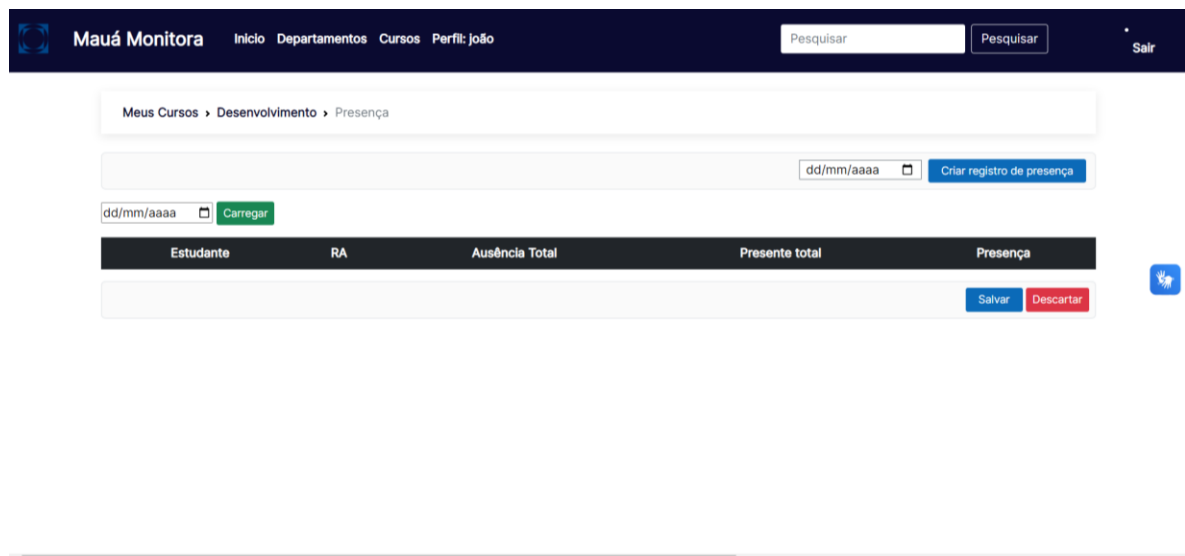 Mauá Monitora Inicio Departamentos Cursos Perfil: joão Pesquisar Pesquisar Sair
Meus Cursos › Desenvolvimento › Presença
dd/mm/aaaa Criar registro de presença
dd/mm/aaaa Carregar
Estudante RA Ausência Total Presente total Presença
Salvar Descartar